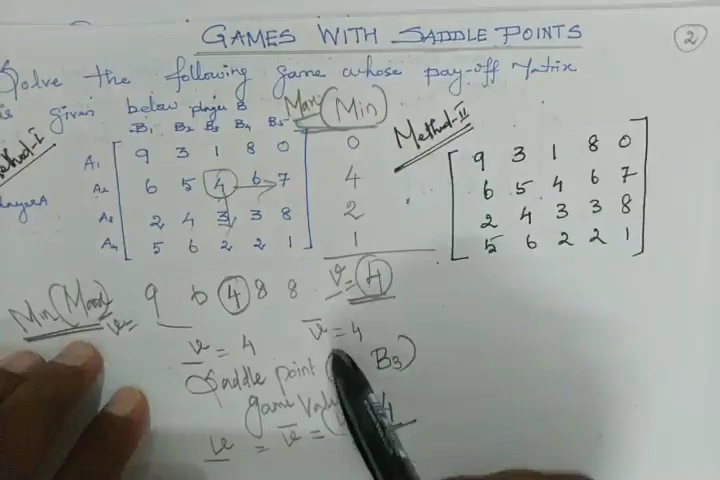 GAMES WITH SADDLE POINTS
2
Solve the following game whose pay-off Matrix
is given below player B
Max (Min)
Method-I
Method-II
B1 B2 B3 B4 B5
A1 9 3 1 8 0 0
A2 6 5 4 6 7 4
A3 2 4 3 3 8 2
A4 5 6 2 2 1 1
Player A
9 3 1 8 0
6 5 4 6 7
2 4 3 3 8
5 6 2 2 1
v = 4
Min (Max) 9 6 4 8 8
v = 4 v̅ = 4
Saddle point B3)
game
v = v̅ =